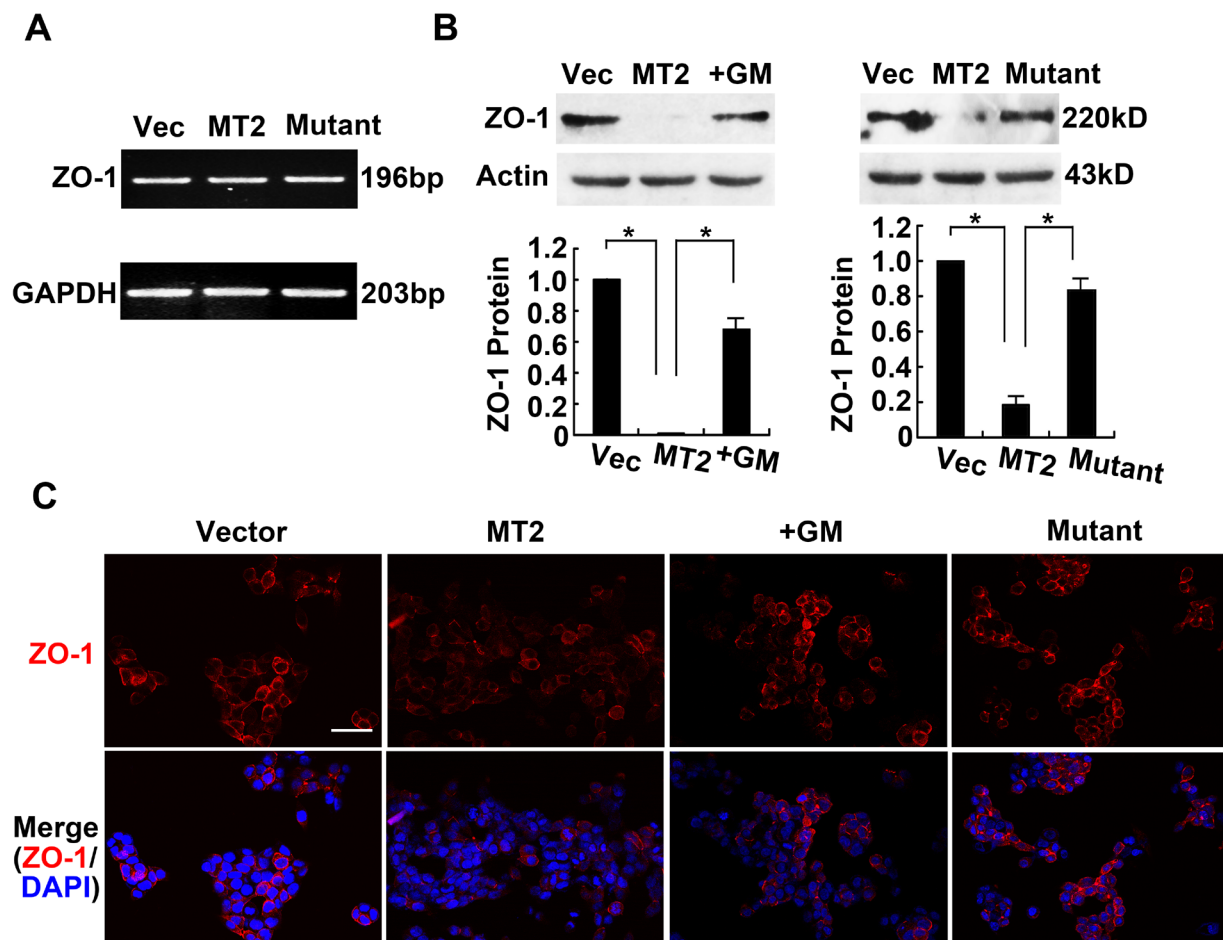 A
Vec MT2 Mutant
ZO-1 196bp
GAPDH 203bp
B
Vec MT2 +GM
ZO-1
Actin
1.2
1.0
0.8
0.6
0.4
0.2
0
ZO-1 Protein
* *
Vec MT2 +GM
Vec MT2 Mutant
220kD
43kD
1.2
1.0
0.8
0.6
0.4
0.2
0
ZO-1 Protein
* *
Vec MT2 Mutant
C
Vector MT2 +GM Mutant
ZO-1
Merge
(ZO-1/
DAPI)